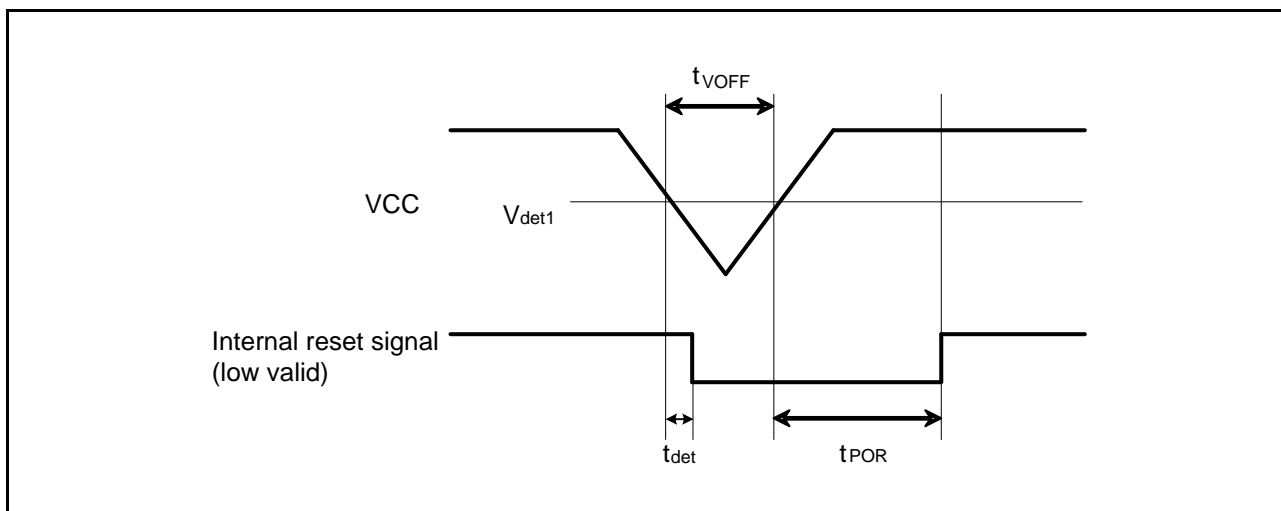 tVOFF
VCC
Vdet1
Internal reset signal
(low valid)
tdet
tPOR